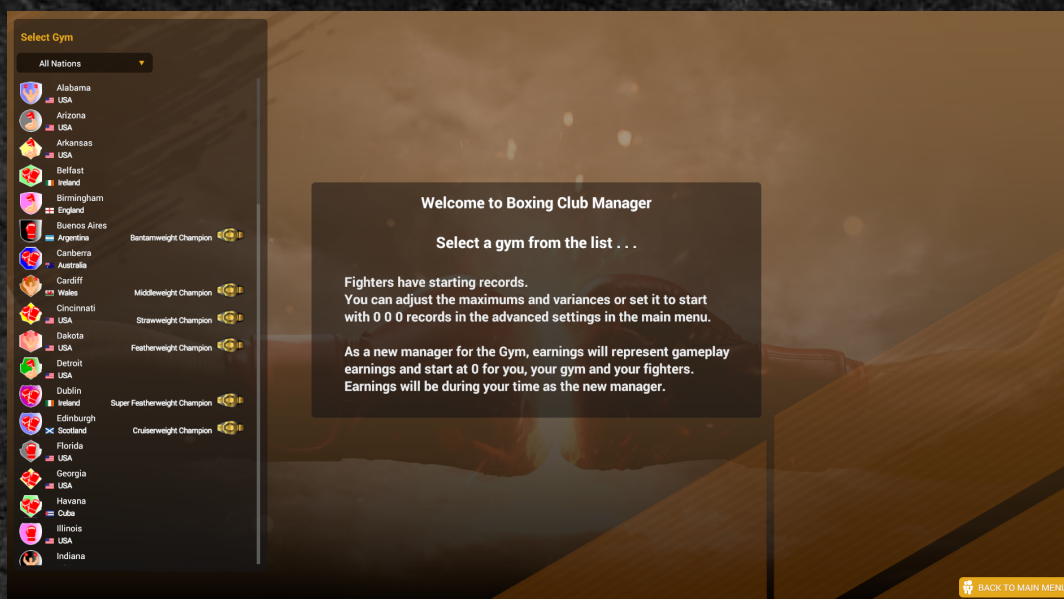 Select Gym
All Nations
Alabama
USA
Arizona
USA
Arkansas
USA
Belfast
Ireland
Birmingham
England
Buenos Aires
Argentina Bantamweight Champion
Canberra
Australia
Cardiff
Wales Middleweight Champion
Cincinnati
USA Strawweight Champion
Dakota
USA Featherweight Champion
Detroit
USA
Dublin
Ireland Super Featherweight Champion
Edinburgh
Scotland Cruiserweight Champion
Florida
USA
Georgia
USA
Havana
Cuba
Illinois
USA
Indiana
Welcome to Boxing Club Manager
Select a gym from the list . . .
Fighters have starting records.
You can adjust the maximums and variances or set it to start
with 0 0 0 records in the advanced settings in the main menu.
As a new manager for the Gym, earnings will represent gameplay
earnings and start at 0 for you, your gym and your fighters.
Earnings will be during your time as the new manager.
BACK TO MAIN MENU